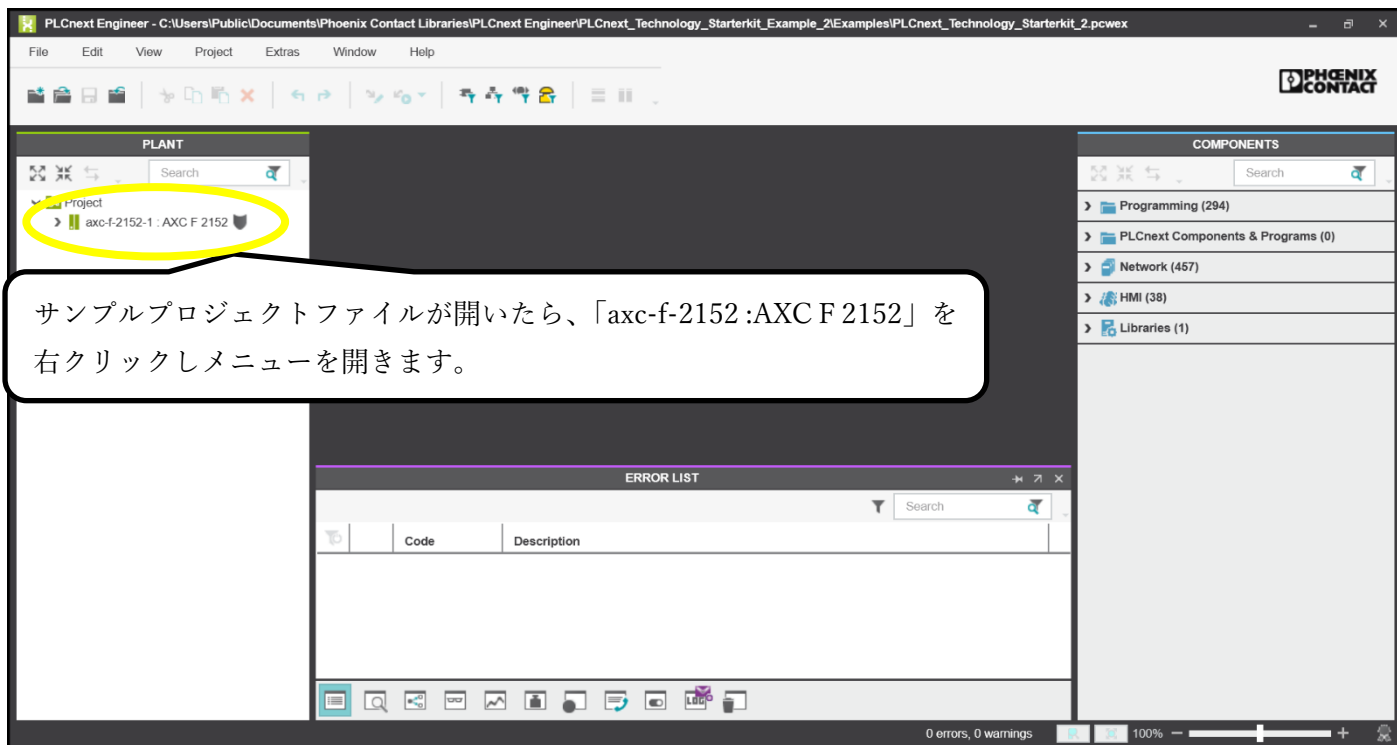 PLCnext Engineer - C:\Users\Public\Documents\Phoenix Contact Libraries\PLCnext Engineer\PLCnext_Technology_Starterkit_Example_2\Examples\PLCnext_Technology_Starterkit_2.pcwex
File Edit View Project Extras Window Help
PHOENIX
CONTACT
PLANT
Search
Project
axc-f-2152-1 : AXC F 2152
サンプルプロジェクトファイルが開いたら、「axc-f-2152 :AXC F 2152」を
右クリックしメニューを開きます。
COMPONENTS
Search
Programming (294)
PLCnext Components & Programs (0)
Network (457)
HMI (38)
Libraries (1)
ERROR LIST
Search
Code Description
LOG
0 errors, 0 warnings 100%